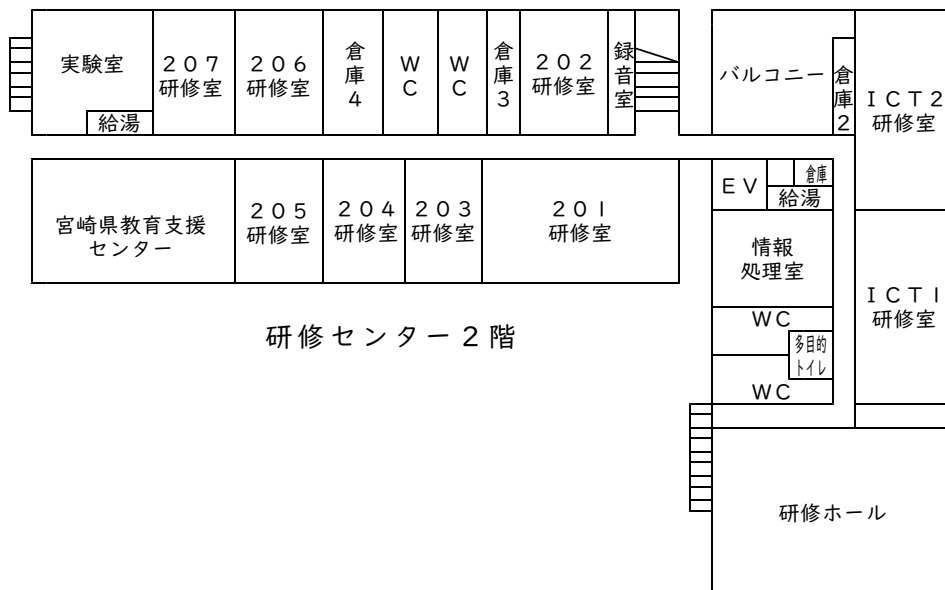 実験室
給湯
２０７
研修室
２０６
研修室
倉庫４
ＷＣ
ＷＣ
倉庫３
２０２
研修室
録音室
バルコニー
倉庫２
ＩＣＴ２
研修室
宮崎県教育支援
センター
２０５
研修室
２０４
研修室
２０３
研修室
２０１
研修室
ＥＶ
倉庫
給湯
情報
処理室
ＩＣＴ１
研修室
ＷＣ
多目的
トイレ
ＷＣ
研修センター２階
研修ホール